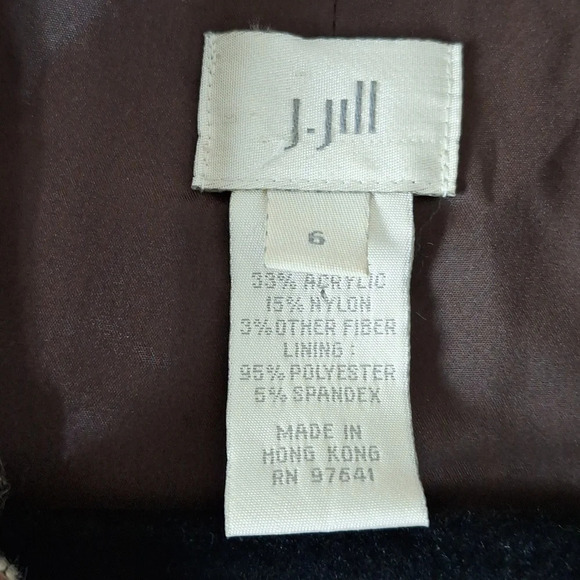 J.Jill
6
33% ACRYLIC
15% NYLON
3% OTHER FIBER
LINING :
95% POLYESTER
5% SPANDEX
MADE IN
HONG KONG
RN 97641